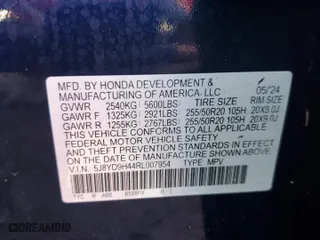 MFD. BY HONDA DEVELOPMENT &
MANUFACTURING OF AMERICA, LLC 05/24
GVWR 2540KG 5600LBS TIRE SIZE RIM SIZE
GAWR F 1325KG 2921LBS 255/50R20 105H 20X9.0J
GAWR R 1255KG 2767LBS 255/50R20 105H 20X9.0J
THIS VEHICLE CONFORMS TO ALL APPLICABLE
FEDERAL MOTOR VEHICLE SAFETY AND THEFT
PREVENTION STANDARDS IN EFFECT ON THE DATE
OF MANUFACTURE SHOWN ABOVE.
V.I.N. 5J8YD9H44RL007954 TYPE: MPV